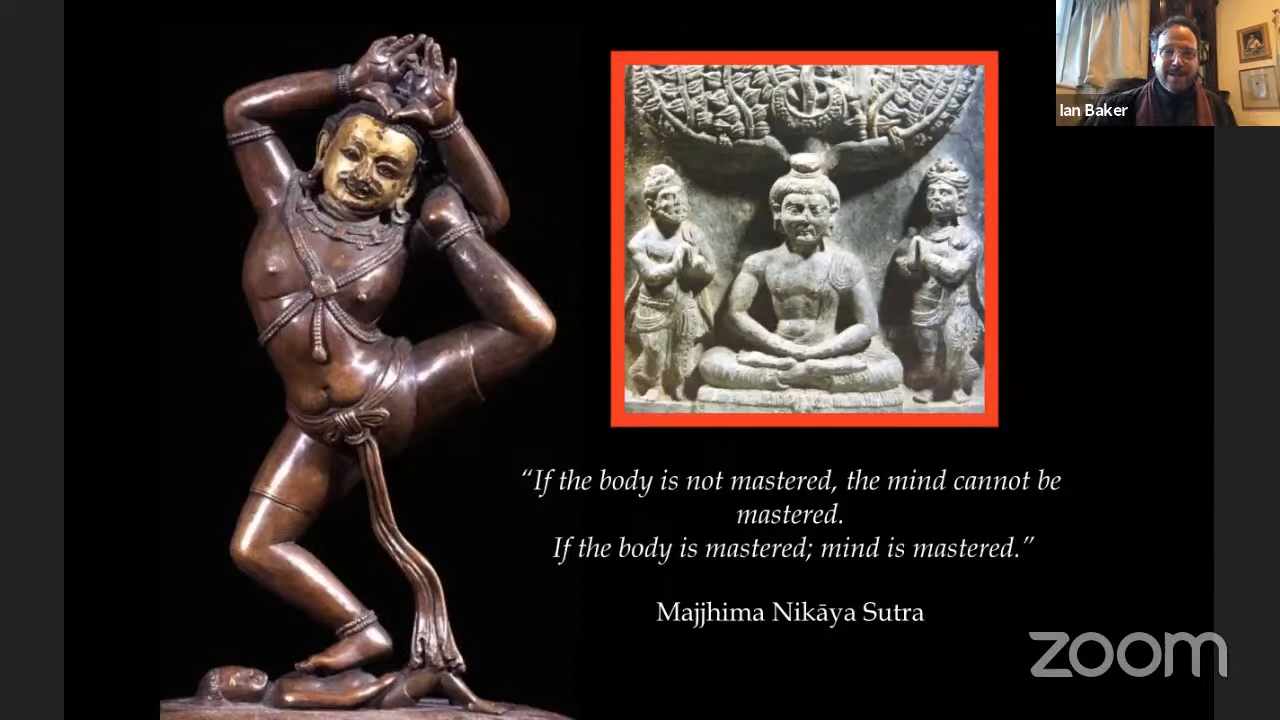 Ian Baker
“If the body is not mastered, the mind cannot be
mastered.
If the body is mastered; mind is mastered.”
Majjhima Nikāya Sutra
zoom